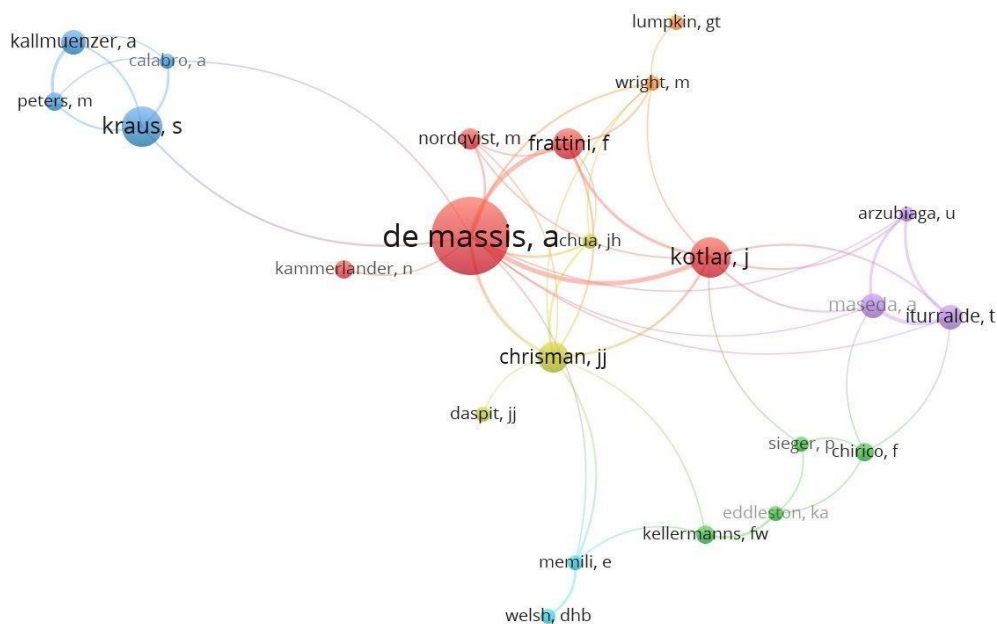 lumpkin, gt
kallmuenzer, a
calabro, a
wright, m
peters, m
kraus, s
nordqvist, m
frattini, f
arzubiaga, u
de massis, a
chua, jh
kotlar, j
kammerlander, n
maseda, a
iturralde, t
chrisman, jj
daspit, jj
sieger, p
chirico, f
eddleston, ka
kellermanns, fw
memili, e
welsh, dhb